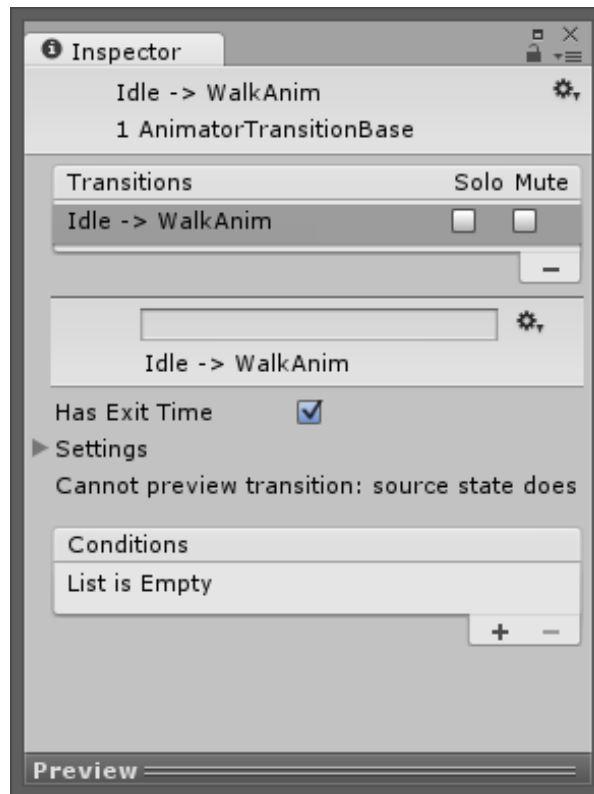 Inspector
Idle -> WalkAnim
1 AnimatorTransitionBase
Transitions Solo Mute
Idle -> WalkAnim
Idle -> WalkAnim
Has Exit Time
Settings
Cannot preview transition: source state does
Conditions
List is Empty
Preview